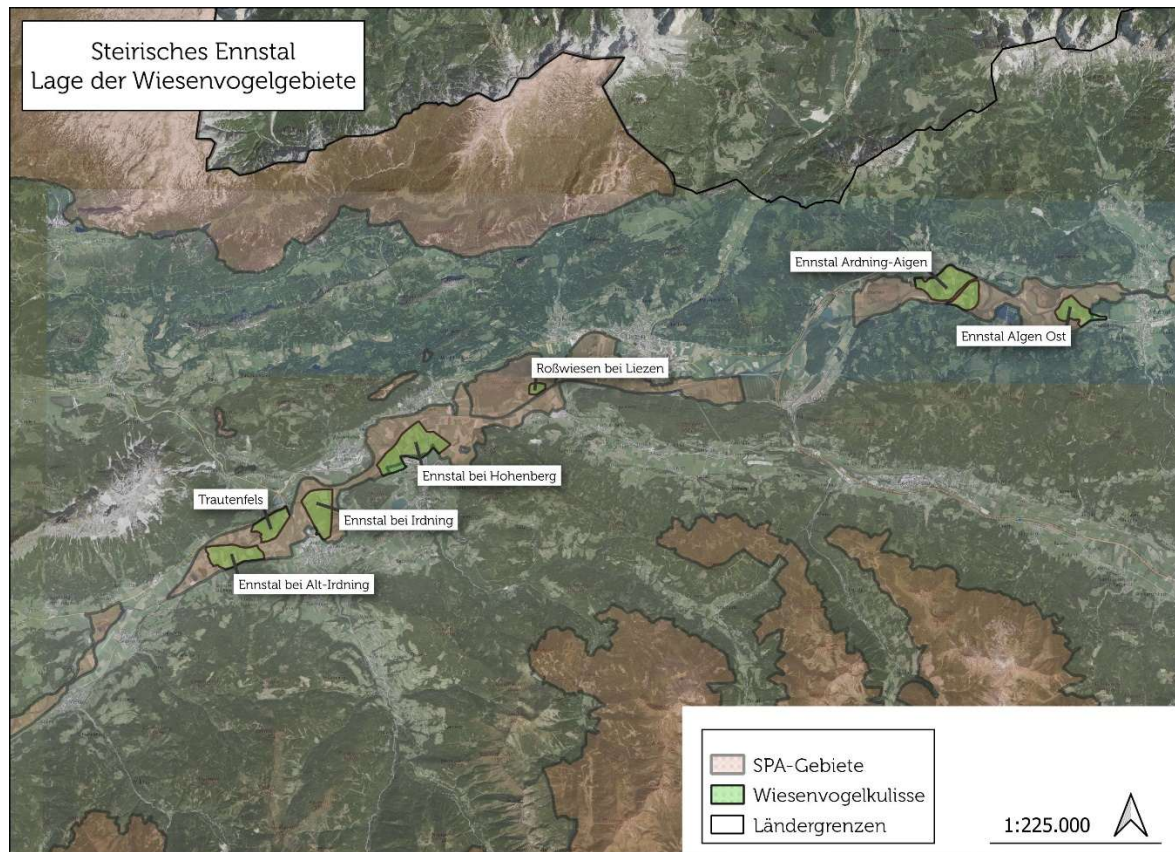 Steirisches Ennstal
Lage der Wiesenvogelgebiete
Ennstal Ardning-Aigen
Ennstal AIgen Ost
Roßwiesen bei Liezen
Ennstal bei Hohenberg
Trautenfels
Ennstal bei Irdning
Ennstal bei Alt-Irdning
SPA-Gebiete
Wiesenvogelkulisse
Ländergrenzen
1:225.000